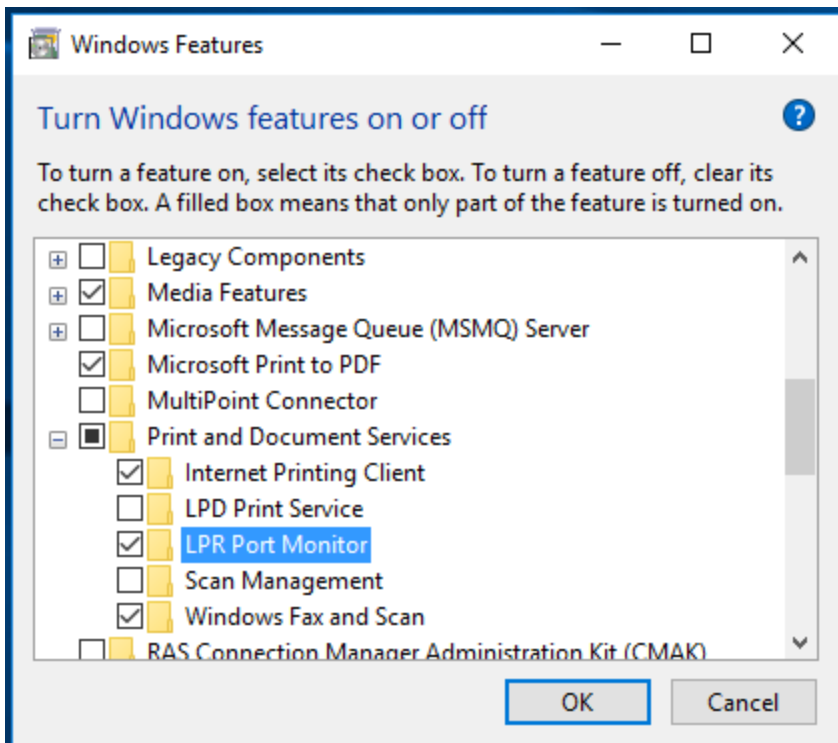 Windows Features
Turn Windows features on or off
?
To turn a feature on, select its check box. To turn a feature off, clear its
check box. A filled box means that only part of the feature is turned on.
Legacy Components
Media Features
Microsoft Message Queue (MSMQ) Server
Microsoft Print to PDF
MultiPoint Connector
Print and Document Services
Internet Printing Client
LPD Print Service
LPR Port Monitor
Scan Management
Windows Fax and Scan
RAS Connection Manager Administration Kit (CMAK)
OK
Cancel